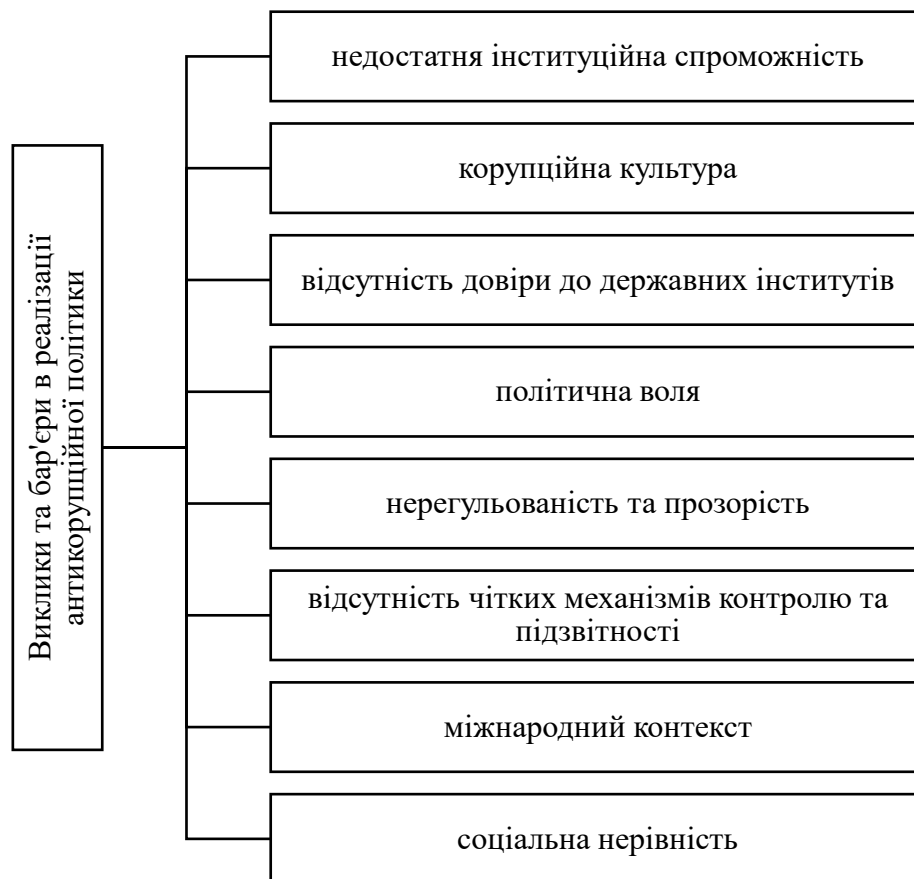 Виклики та бар'єри в реалізації
антикорупційної політики
недостатня інституційна спроможність
корупційна культура
відсутність довіри до державних інститутів
політична воля
нерегульованість та прозорість
відсутність чітких механізмів контролю та
підзвітності
міжнародний контекст
соціальна нерівність